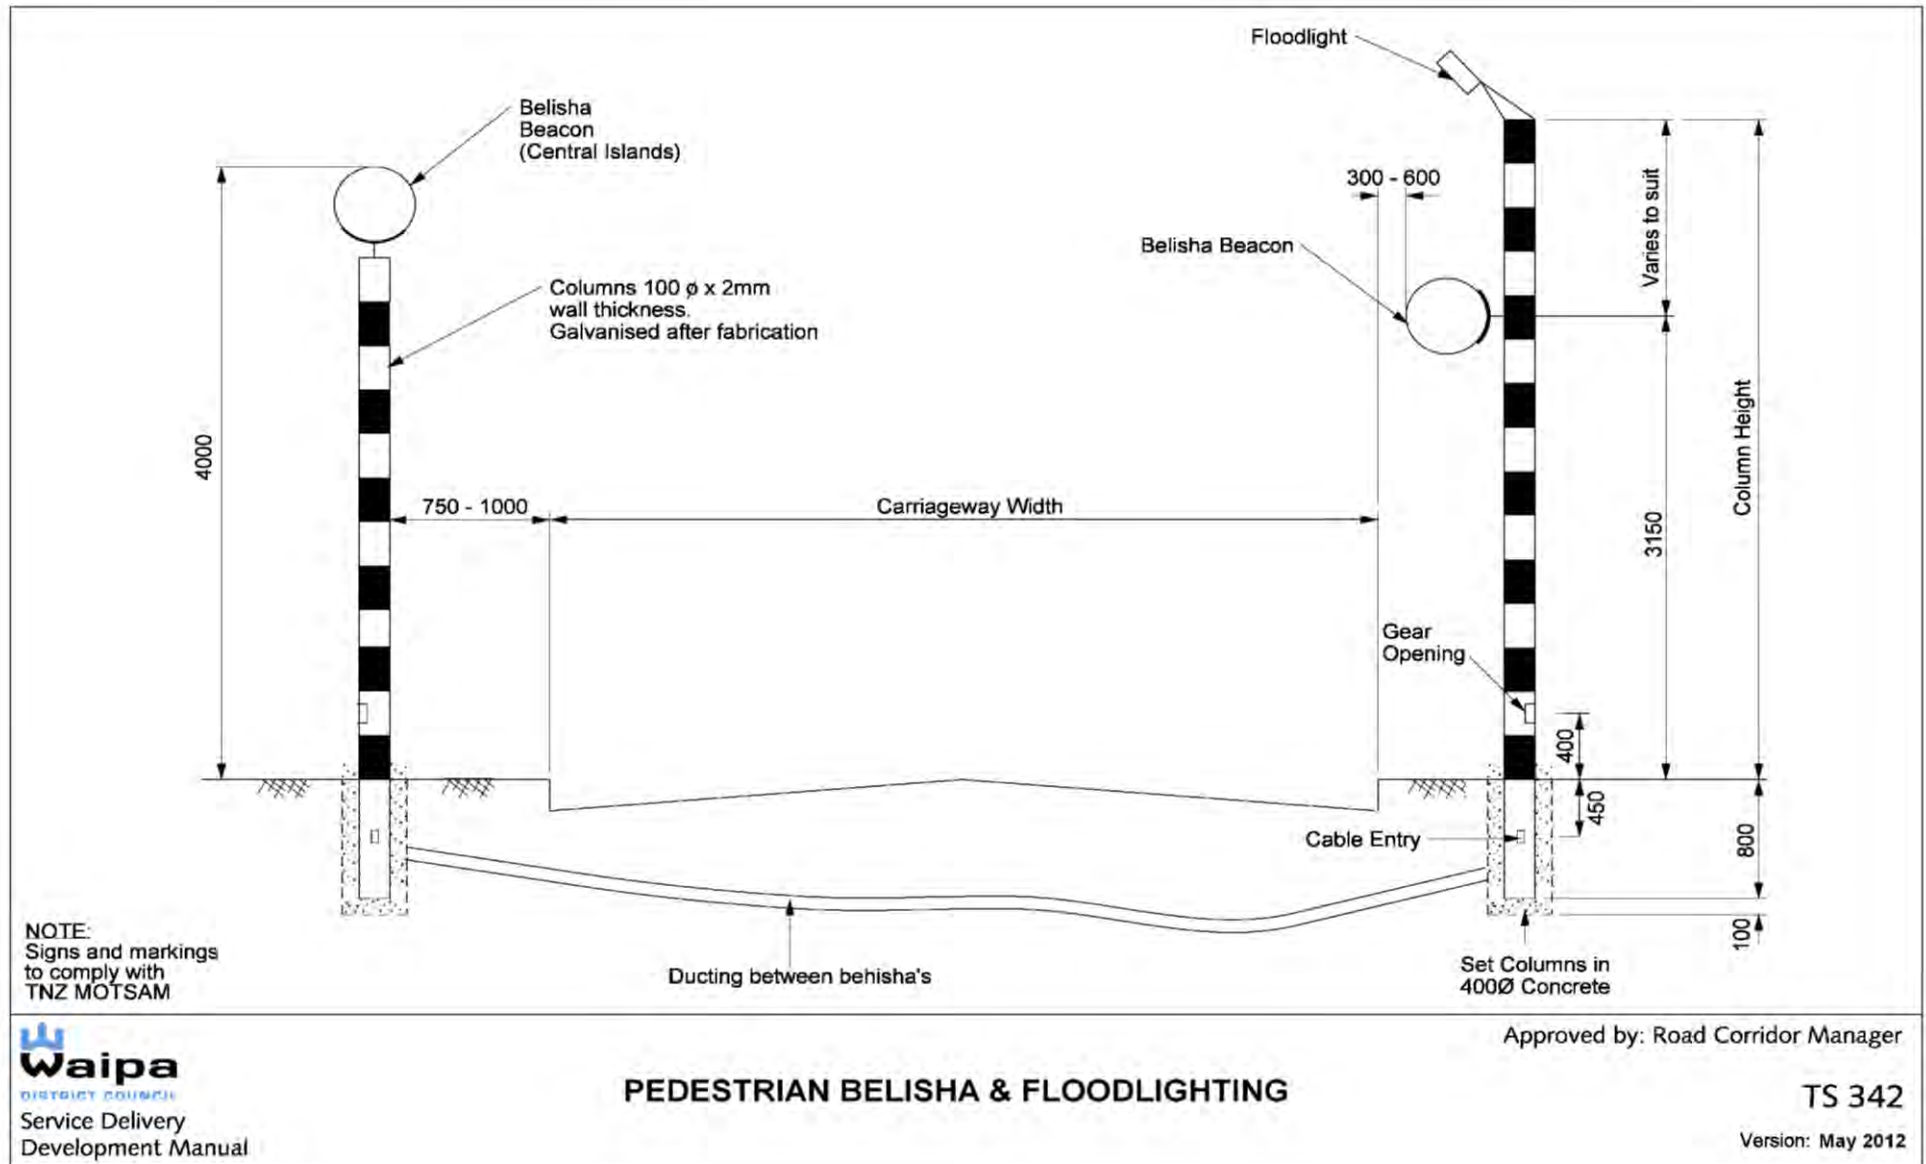 Floodlight
Belisha
Beacon
(Central Islands)
300 - 600
Varies to suit
Belisha Beacon
Columns 100 ø x 2mm
wall thickness.
Galvanised after fabrication
Column Height
4000
750 - 1000
Carriageway Width
3150
Gear
Opening
400
450
Cable Entry
800
100
NOTE:
Signs and markings
to comply with
TNZ MOTSAM
Ducting between behisha's
Set Columns in
400Ø Concrete
Waipa
DISTRICT COUNCIL
Service Delivery
Development Manual
PEDESTRIAN BELISHA & FLOODLIGHTING
Approved by: Road Corridor Manager
TS 342
Version: May 2012